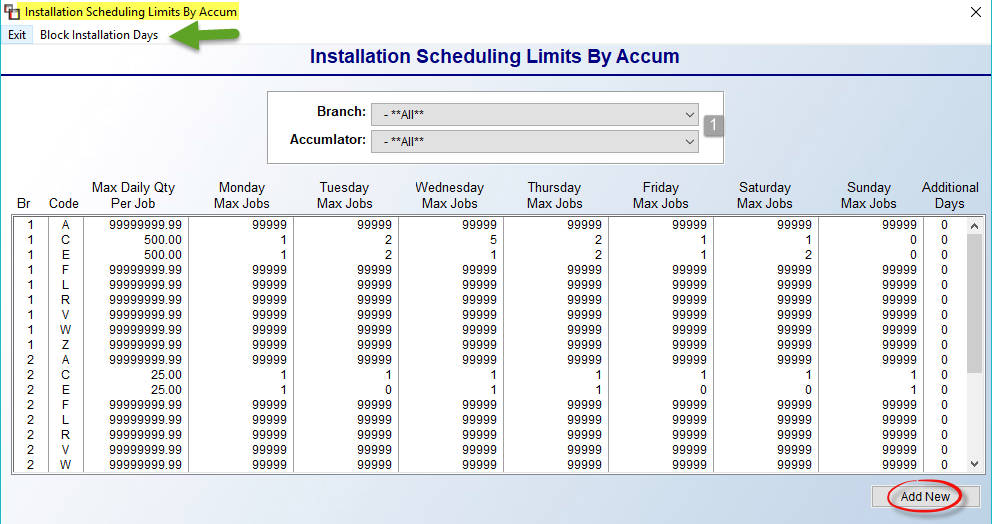 Installation Scheduling Limits By Accum
Exit Block Installation Days
Installation Scheduling Limits By Accum
Branch: - **All**
1
Accumlator: - **All**
Max Daily Qty Monday Tuesday Wednesday Thursday Friday Saturday Sunday Additional
Br Code Per Job Max Jobs Max Jobs Max Jobs Max Jobs Max Jobs Max Jobs Max Jobs Days
1 A 99999999.99 99999 99999 99999 99999 99999 99999 99999 0
1 C 500.00 1 2 5 2 1 1 0 0
1 E 500.00 1 2 1 2 1 2 0 0
1 F 99999999.99 99999 99999 99999 99999 99999 99999 99999 0
1 L 99999999.99 99999 99999 99999 99999 99999 99999 99999 0
1 R 99999999.99 99999 99999 99999 99999 99999 99999 99999 0
1 V 99999999.99 99999 99999 99999 99999 99999 99999 99999 0
1 W 99999999.99 99999 99999 99999 99999 99999 99999 99999 0
1 Z 99999999.99 99999 99999 99999 99999 99999 99999 99999 0
2 A 99999999.99 99999 99999 99999 99999 99999 99999 99999 0
2 C 25.00 1 1 1 1 1 1 1 0
2 E 25.00 1 0 1 1 0 0 1 0
2 F 99999999.99 99999 99999 99999 99999 99999 99999 99999 0
2 L 99999999.99 99999 99999 99999 99999 99999 99999 99999 0
2 R 99999999.99 99999 99999 99999 99999 99999 99999 99999 0
2 V 99999999.99 99999 99999 99999 99999 99999 99999 99999 0
2 W 99999999.99 99999 99999 99999 99999 99999 99999 99999 0
Add New